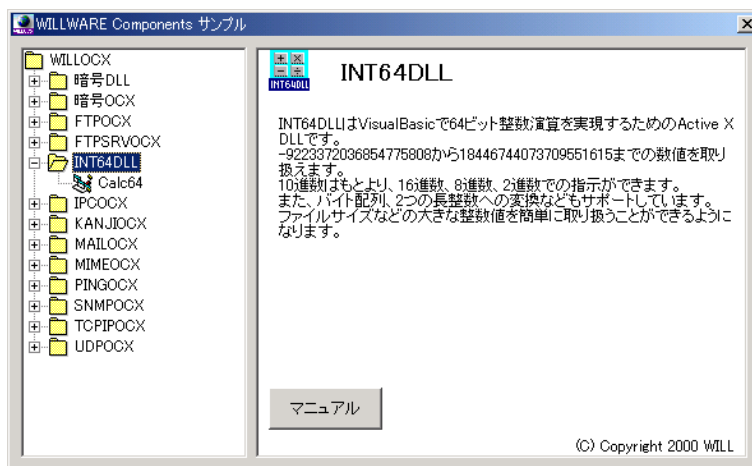 WILLWARE Components サンプル
WILLOCX
暗号DLL
暗号OCX
FTPOCX
FTPSRVOCX
INT64DLL
Calc64
IPCOCX
KANJIOCX
MAILOCX
MIMEOCX
PINGOCX
SNMPOCX
TCPIPOCX
UDPOCX
INT64DLL
INT64DLL
INT64DLLはVisualBasicで64ビット整数演算を実現するためのActive X
DLLです。
-9223372036854775808から18446744073709551615までの数値を取り
扱えます。
10進数はもとより、16進数、8進数、2進数での指示ができます。
また、バイト配列、2つの長整数への変換などもサポートしています。
ファイルサイズなどの大きな整数値を簡単に取り扱うことができるように
なります。
マニュアル
(C) Copyright 2000 WILL